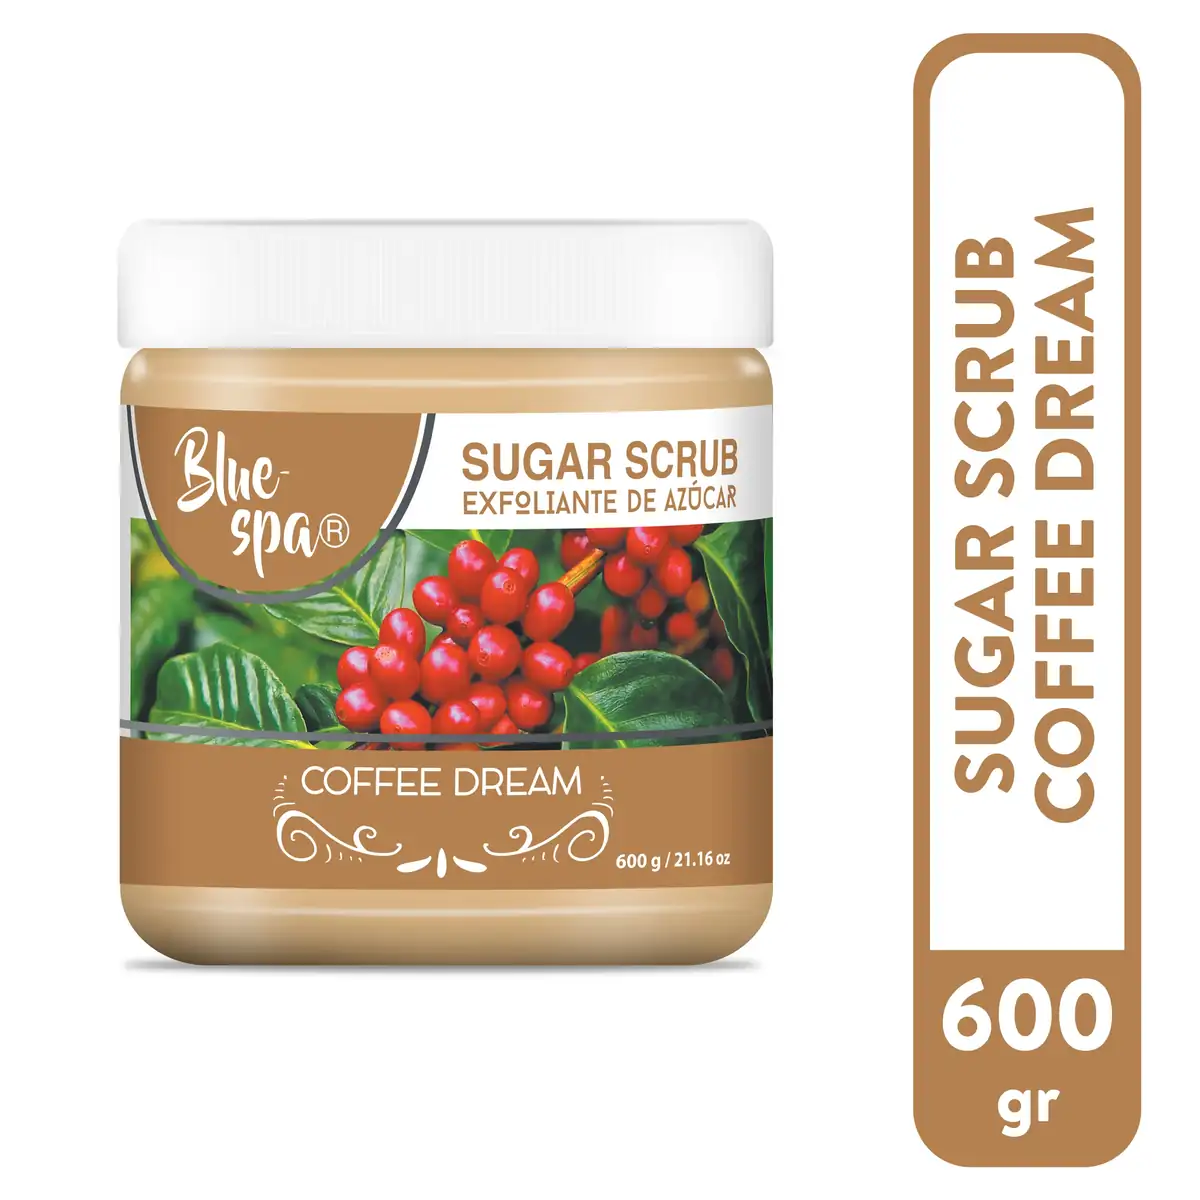 Blue-
spa®
SUGAR SCRUB
EXFOLIANTE DE AZÚCAR
COFFEE DREAM
600 g / 21.16 oz
SUGAR SCRUB
COFFEE DREAM
600
gr